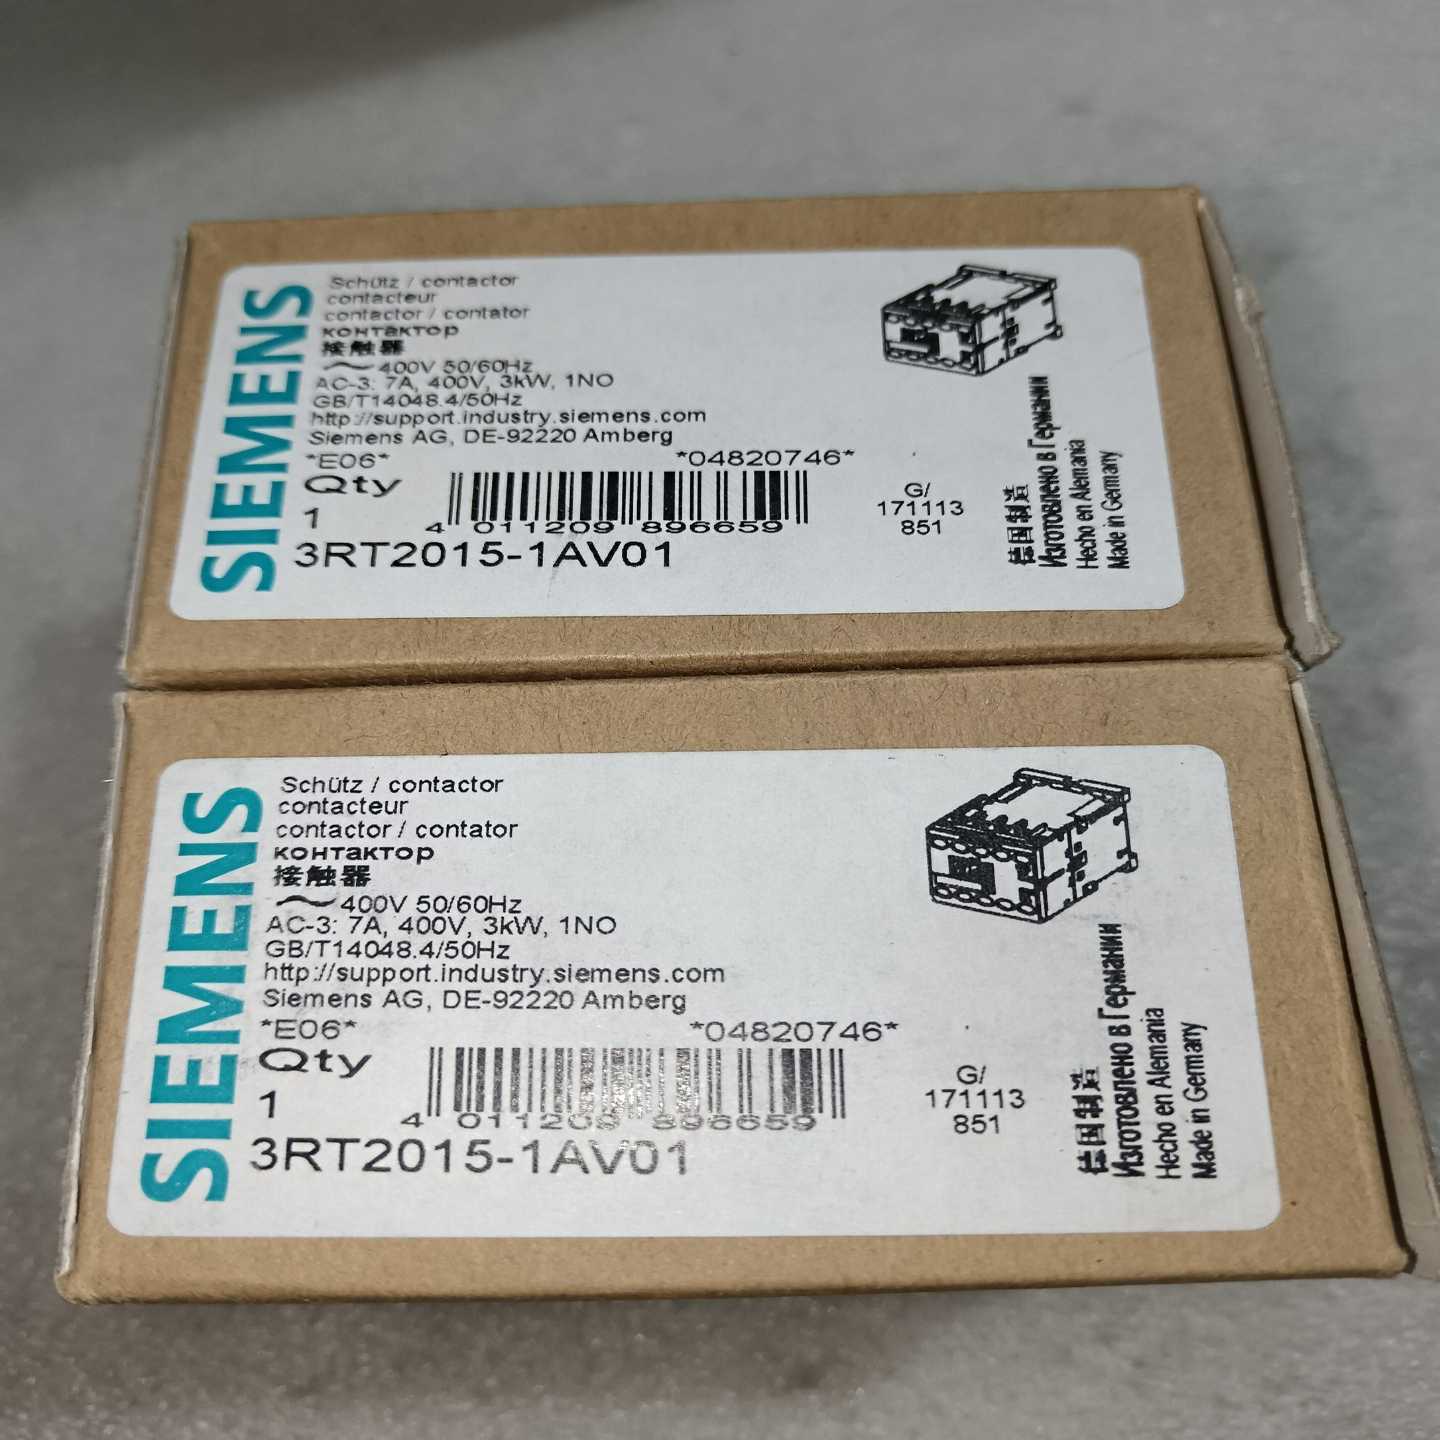 SIEMENS
Schütz / contactor
contacteur
contactor / contator
контактор
接触器
~400V 50/60Hz
AC-3: 7A, 400V, 3kW, 1NO
GB/T14048.4/50Hz
http://support.industry.siemens.com
Siemens AG, DE-92220 Amberg
*E06* *04820746*
Qty
1
4 011209 896659
3RT2015-1AV01
G/
171113
851
德国制造
Изготовлено в Германии
Hecho en Alemania
Made in Germany
SIEMENS
Schütz / contactor
contacteur
contactor / contator
контактор
接触器
~400V 50/60Hz
AC-3: 7A, 400V, 3kW, 1NO
GB/T14048.4/50Hz
http://support.industry.siemens.com
Siemens AG, DE-92220 Amberg
*E06* *04820746*
Qty
1
4 011209 896659
3RT2015-1AV01
G/
171113
851
德国制造
Изготовлено в Германии
Hecho en Alemania
Made in Germany